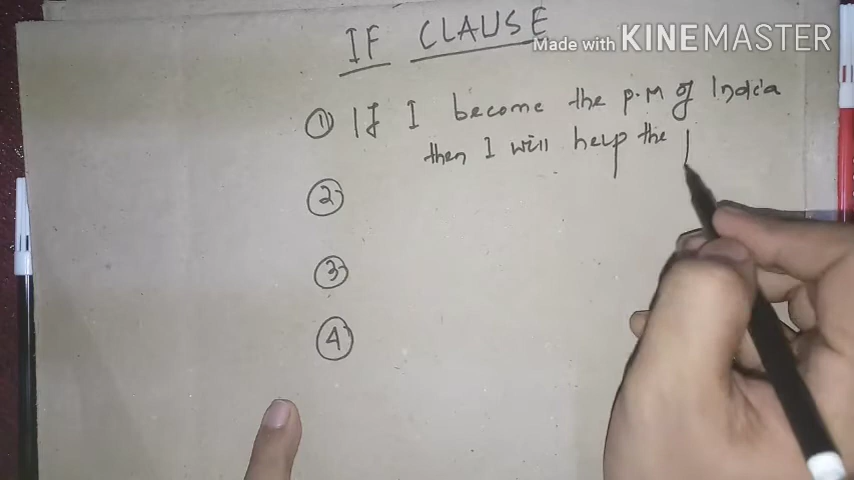 IF CLAUSE
Made with KINEMASTER
① If I become the P.M of India
then I will help the
②
③
④